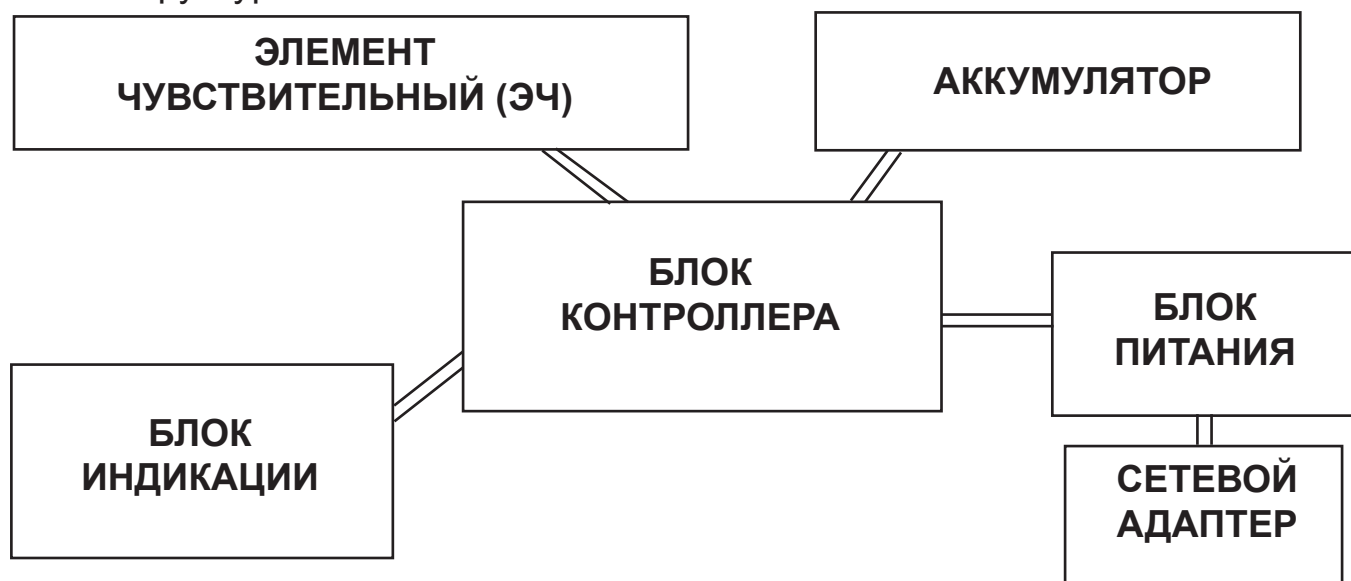 ЭЛЕМЕНТ
ЧУВСТВИТЕЛЬНЫЙ (ЭЧ)
АККУМУЛЯТОР
БЛОК
КОНТРОЛЛЕРА
БЛОК
ПИТАНИЯ
БЛОК
ИНДИКАЦИИ
СЕТЕВОЙ
АДАПТЕР